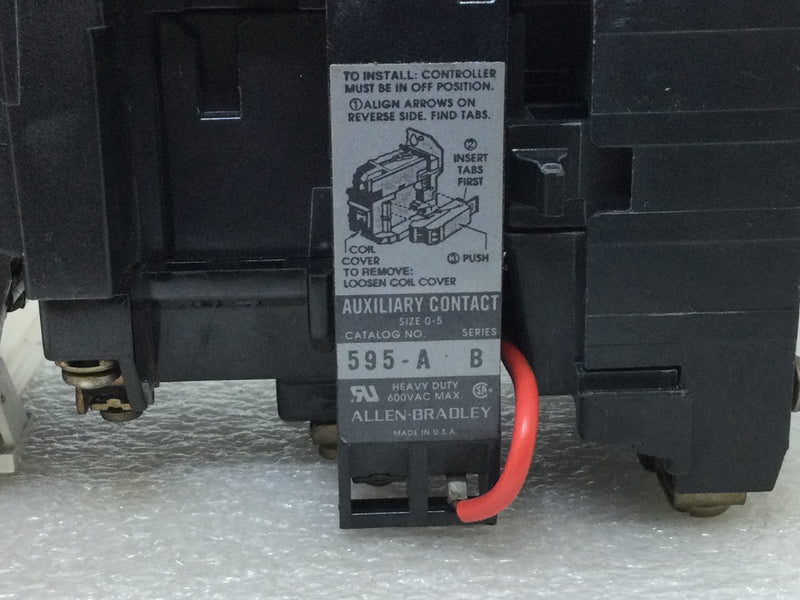 TO INSTALL: CONTROLLER
MUST BE IN OFF POSITION.
① ALIGN ARROWS ON
REVERSE SIDE. FIND TABS.
②
INSERT
TABS
FIRST
COIL
COVER
③ PUSH
TO REMOVE:
LOOSEN COIL COVER
AUXILIARY CONTACT
SIZE 0-5
CATALOG NO. SERIES
595-A B
HEAVY DUTY
600VAC MAX.
ALLEN-BRADLEY
MADE IN U.S.A.